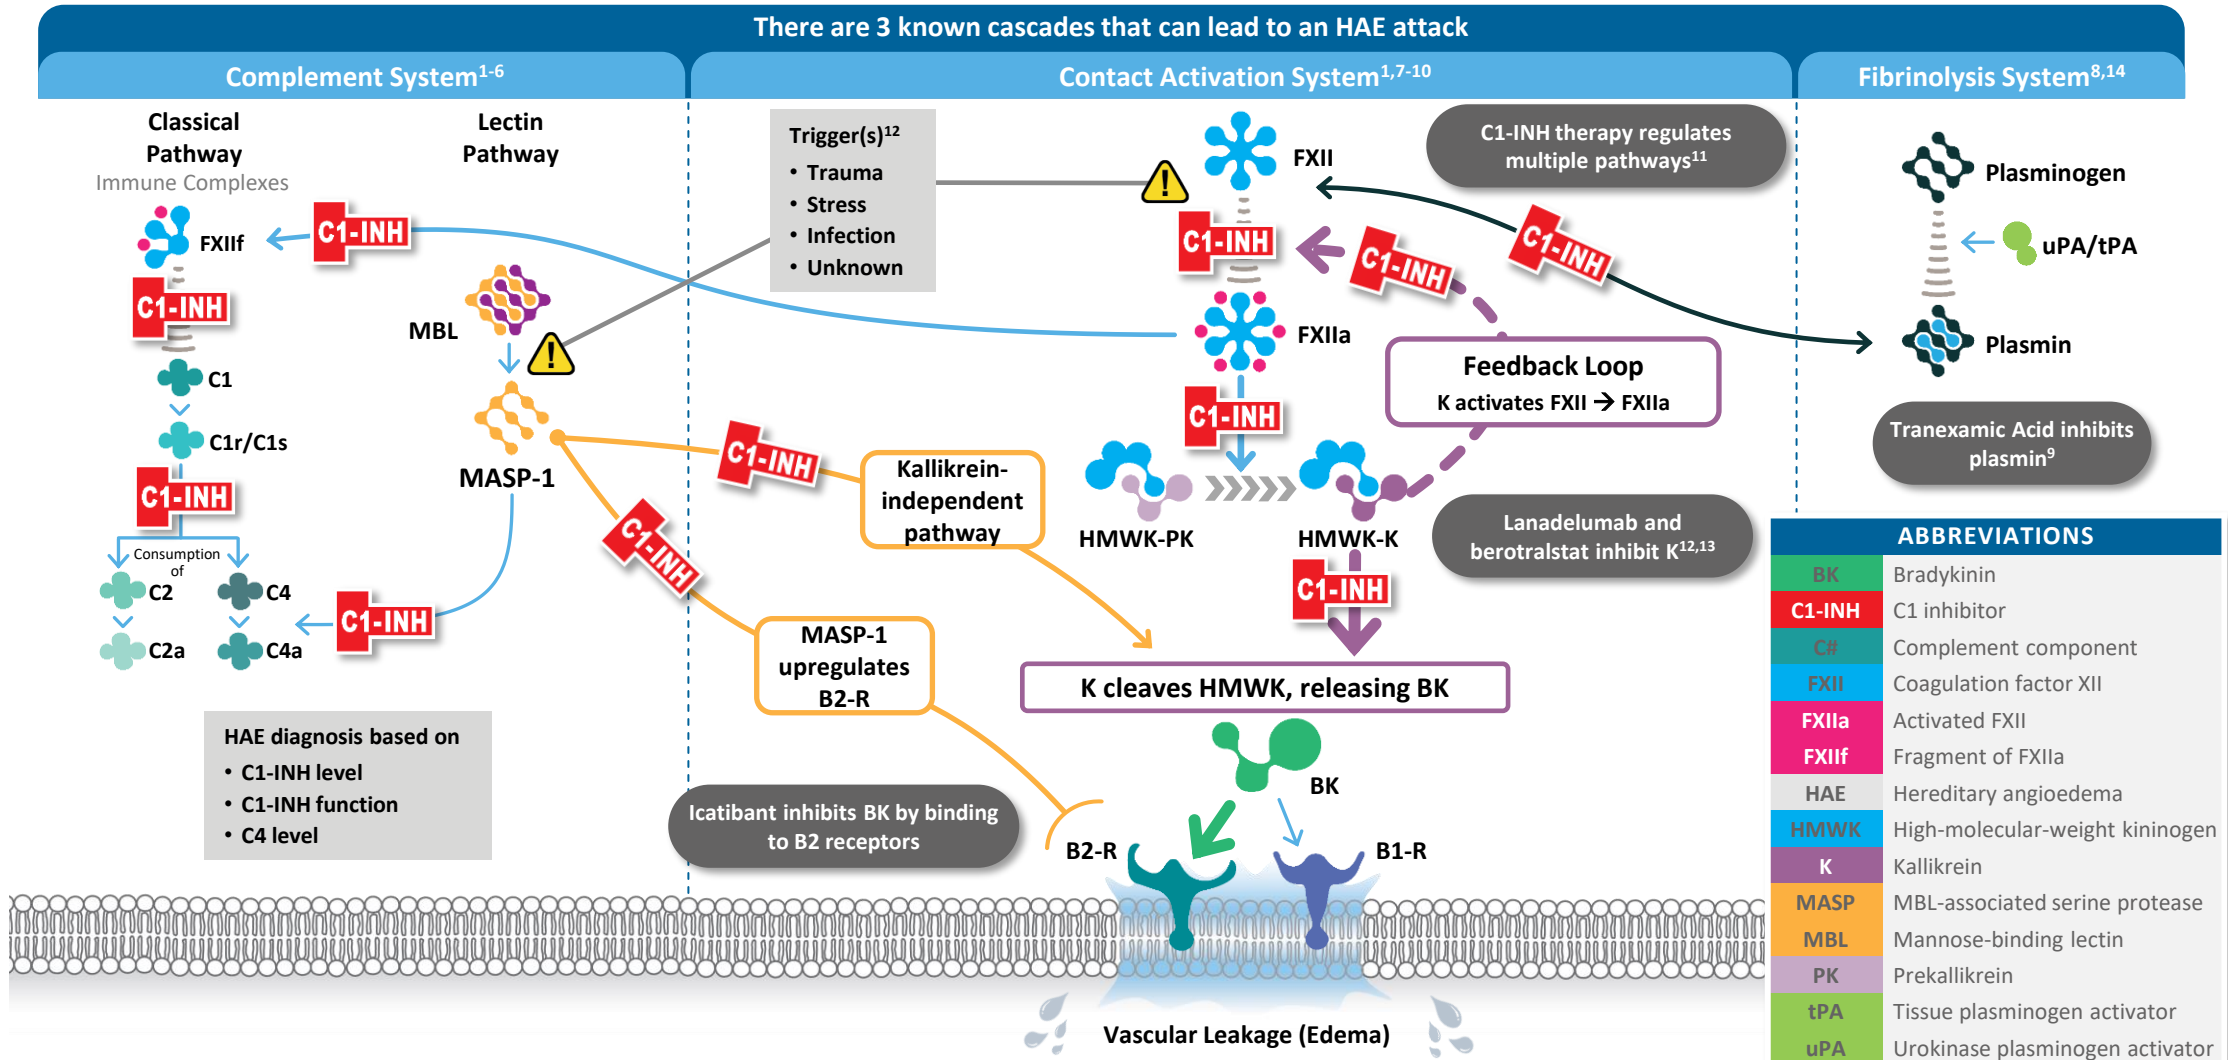 There are 3 known cascades that can lead to an HAE attack
Complement System1-6
Contact Activation System1,7-10
Fibrinolysis System8,14
Classical
Pathway
Immune Complexes
FXIIf
C1-INH
C1-INH
C1
C1r/C1s
C1-INH
Consumption
of
C2
C4
C2a
C4a
C1-INH
Lectin
Pathway
MBL
MASP-1
HAE diagnosis based on
• C1-INH level
• C1-INH function
• C4 level
Trigger(s)12
• Trauma
• Stress
• Infection
• Unknown
FXII
C1-INH
C1-INH
FXIIa
C1-INH
C1-INH therapy regulates
multiple pathways11
C1-INH
Feedback Loop
K activates FXII → FXIIa
C1-INH
Kallikrein-
independent
pathway
C1-INH
MASP-1
upregulates
B2-R
HMWK-PK
HMWK-K
C1-INH
Lanadelumab and
berotralstat inhibit K12,13
K cleaves HMWK, releasing BK
BK
Icatibant inhibits BK by binding
to B2 receptors
B2-R
B1-R
Vascular Leakage (Edema)
Plasminogen
uPA/tPA
Plasmin
Tranexamic Acid inhibits
plasmin9
ABBREVIATIONS
BK Bradykinin
C1-INH C1 inhibitor
C# Complement component
FXII Coagulation factor XII
FXIIa Activated FXII
FXIIf Fragment of FXIIa
HAE Hereditary angioedema
HMWK High-molecular-weight kininogen
K Kallikrein
MASP MBL-associated serine protease
MBL Mannose-binding lectin
PK Prekallikrein
tPA Tissue plasminogen activator
uPA Urokinase plasminogen activator